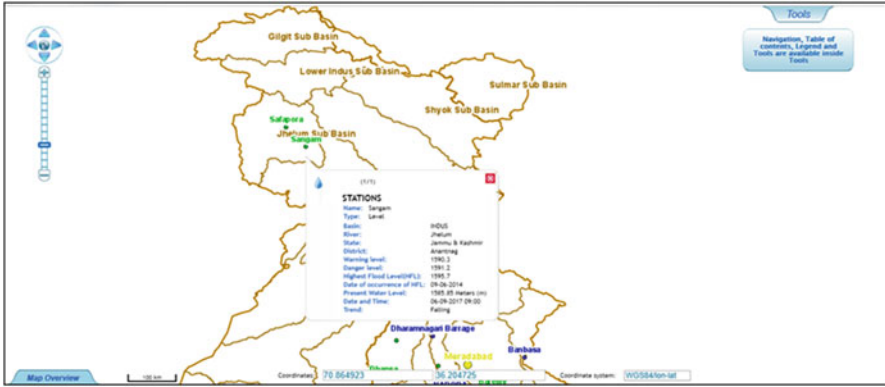 Tools
Navigation, Table of
contents, Legend and
Tools are available inside
Tools
Gilgit Sub Basin
Lower Indus Sub Basin
Sulmar Sub Basin
Shyok Sub Basin
Safapora
Jhelum Sub Basin
Sangam
(1/1)
STATIONS
Name: Sangam
Type: Level
Basin: INDUS
River: Jhelum
State: Jammu & Kashmir
District: Anantnag
Warning level: 1590.3
Danger level: 1591.2
Highest Flood Level(HFL): 1595.7
Date of occurrence of HFL: 09-06-2014
Present Water Level: 1585.85 meters (m)
Date and Time: 06-09-2017 09:00
Trend: Falling
Dharamnagari Barrage
Moradabad
Banbasa
Map Overview
100 km
Coordinates: 70.864923 36.204725
Coordinate system: WGS84/lon-lat